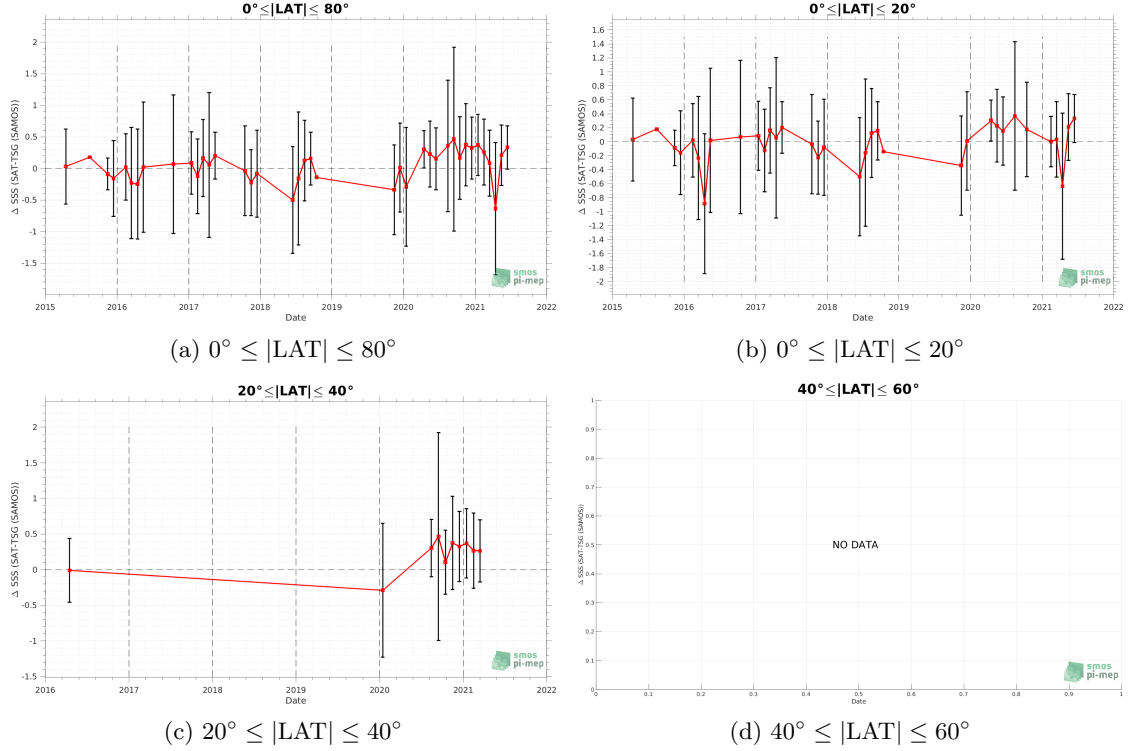 0°≤|LAT|≤ 80°
Δ SSS (SAT-TSG (SAMOS))
2
1.5
1
0.5
0
-0.5
-1
-1.5
2015 2016 2017 2018 2019 2020 2021 2022
Date
smos
pi-mep
(a) 0° ≤ |LAT| ≤ 80°
0°≤|LAT|≤ 20°
Δ SSS (SAT-TSG (SAMOS))
1.6
1.4
1.2
1
0.8
0.6
0.4
0.2
0
-0.2
-0.4
-0.6
-0.8
-1
-1.2
-1.4
-1.6
-1.8
-2
2015 2016 2017 2018 2019 2020 2021 2022
Date
smos
pi-mep
(b) 0° ≤ |LAT| ≤ 20°
20°≤|LAT|≤ 40°
Δ SSS (SAT-TSG (SAMOS))
2
1.5
1
0.5
0
-0.5
-1
-1.5
2016 2017 2018 2019 2020 2021 2022
Date
smos
pi-mep
(c) 20° ≤ |LAT| ≤ 40°
40°≤|LAT|≤ 60°
Δ SSS (SAT-TSG (SAMOS))
1
0.9
0.8
0.7
0.6
0.5
0.4
0.3
0.2
0.1
0
NO DATA
0 0.1 0.2 0.3 0.4 0.5 0.6 0.7 0.8 0.9 1
Date
smos
pi-mep
(d) 40° ≤ |LAT| ≤ 60°